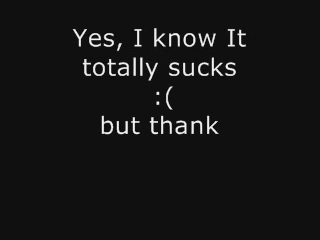 Yes, I know It
totally sucks
:(
but thank